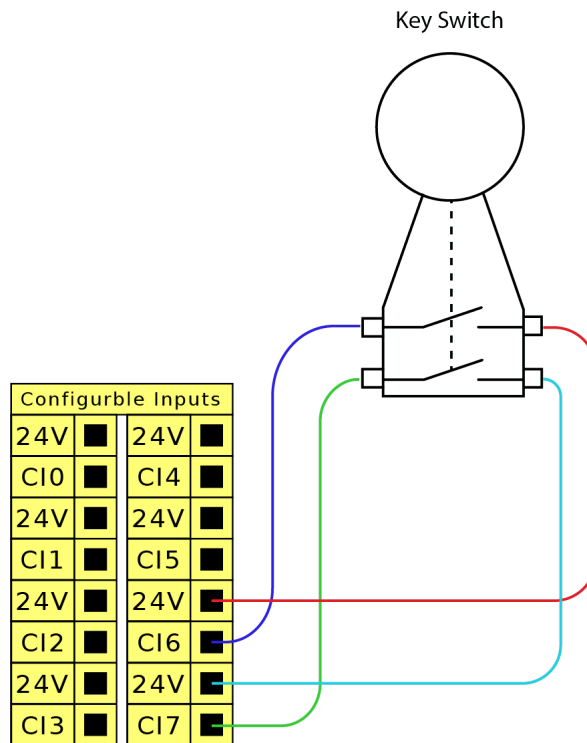 Key Switch
Configurble Inputs
24V 24V
CI0 CI4
24V 24V
CI1 CI5
24V 24V
CI2 CI6
24V 24V
CI3 CI7